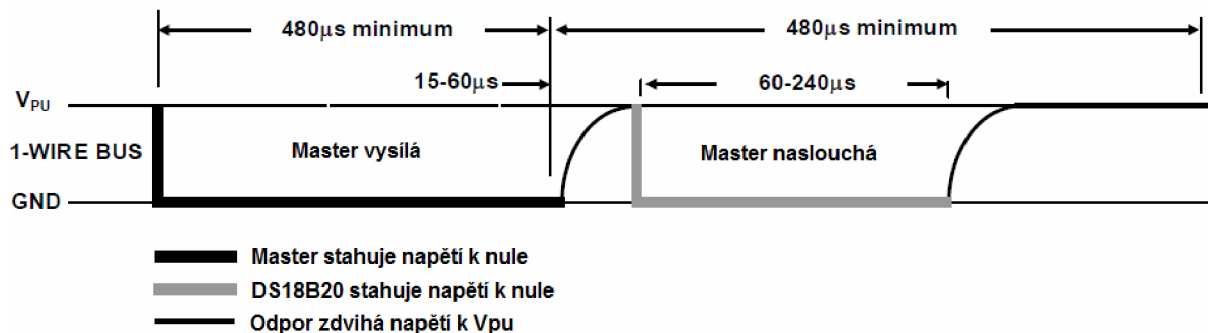 480µs minimum
480µs minimum
15-60µs
60-240µs
VPU
1-WIRE BUS
Master vysílá
Master naslouchá
GND
Master stahuje napětí k nule
DS18B20 stahuje napětí k nule
Odpor zdvihá napětí k Vpu